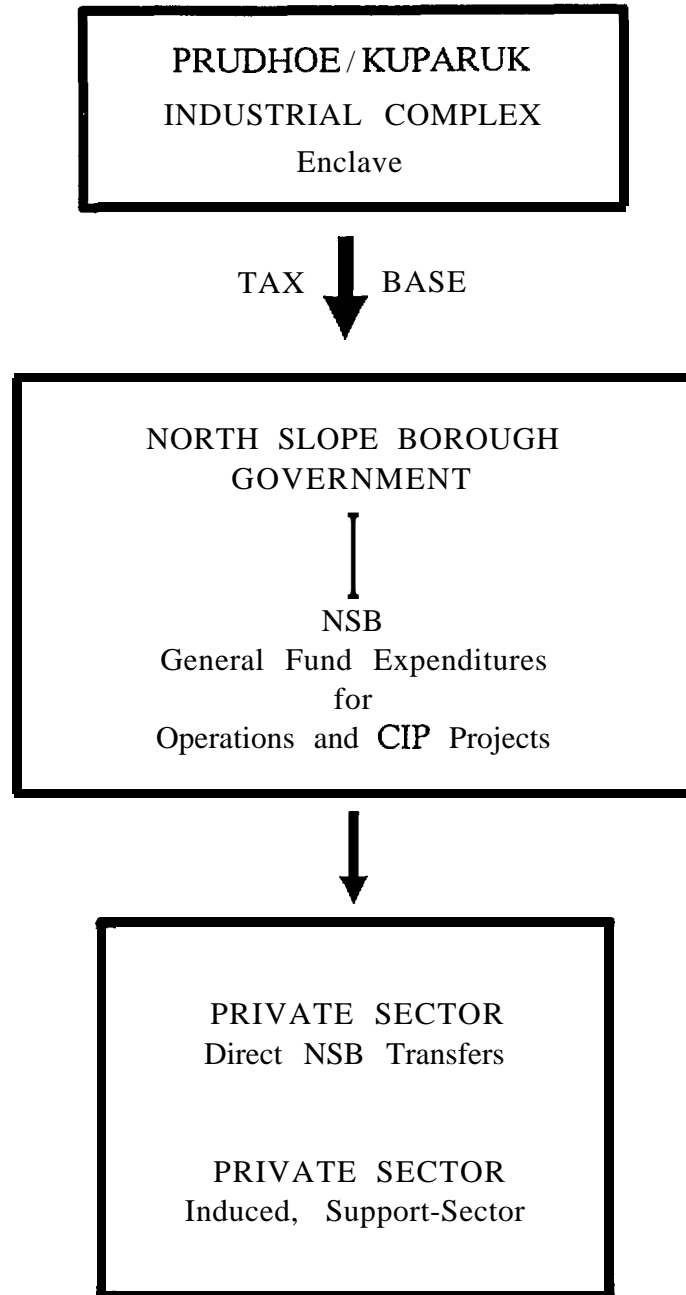 PRUDHOE / KUPARUK
INDUSTRIAL COMPLEX
Enclave
TAX BASE
NORTH SLOPE BOROUGH
GOVERNMENT
NSB
General Fund Expenditures
for
Operations and CIP Projects
PRIVATE SECTOR
Direct NSB Transfers
PRIVATE SECTOR
Induced, Support-Sector